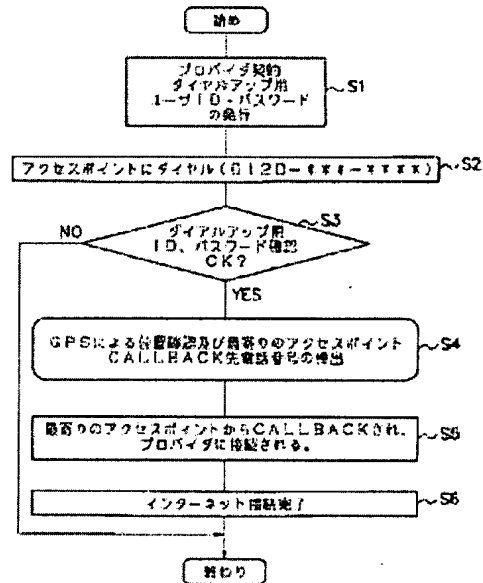 始め
プロバイダ契約
ダイヤルアップ用
ユーザID・パスワード
の発行
S1
アクセスポイントにダイヤル(0120-***-****)
S2
ダイアルアップ用
ID、パスワード確認
OK?
S3
NO
YES
GPSによる位置確認及び最寄りのアクセスポイント
CALLBACK先電話番号の検出
S4
最寄りのアクセスポイントからCALLBACKされ、
プロバイダに接続される。
S5
インターネット接続完了
S6
終わり